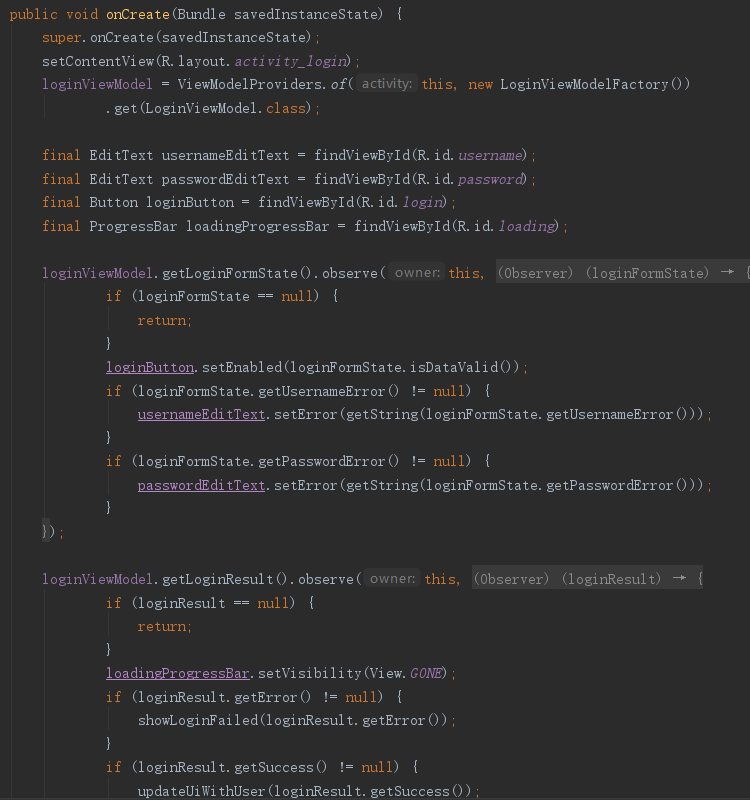 public void onCreate(Bundle savedInstanceState) {
super.onCreate(savedInstanceState);
setContentView(R.layout.activity_login);
loginViewModel = ViewModelProviders.of( activity: this, new LoginViewModelFactory())
.get(LoginViewModel.class);
final EditText usernameEditText = findViewById(R.id.username);
final EditText passwordEditText = findViewById(R.id.password);
final Button loginButton = findViewById(R.id.login);
final ProgressBar loadingProgressBar = findViewById(R.id.loading);
loginViewModel.getLoginFormState().observe( owner: this, (Observer) (loginFormState) → {
if (loginFormState == null) {
return;
}
loginButton.setEnabled(loginFormState.isDataValid());
if (loginFormState.getUsernameError() != null) {
usernameEditText.setError(getString(loginFormState.getUsernameError()));
}
if (loginFormState.getPasswordError() != null) {
passwordEditText.setError(getString(loginFormState.getPasswordError()));
}
});
loginViewModel.getLoginResult().observe( owner: this, (Observer) (loginResult) → {
if (loginResult == null) {
return;
}
loadingProgressBar.setVisibility(View.GONE);
if (loginResult.getError() != null) {
showLoginFailed(loginResult.getError());
}
if (loginResult.getSuccess() != null) {
updateUiWithUser(loginResult.getSuccess());